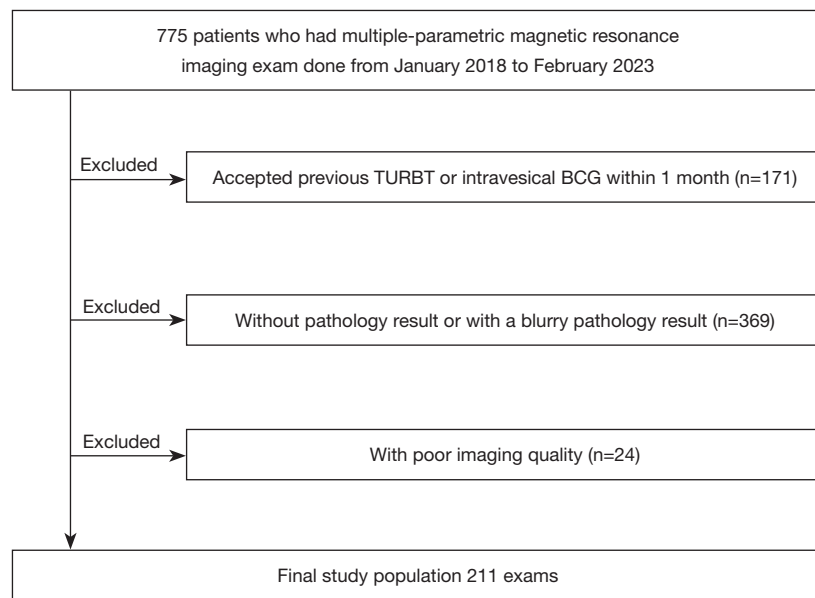 775 patients who had multiple-parametric magnetic resonance
imaging exam done from January 2018 to February 2023
Excluded
Accepted previous TURBT or intravesical BCG within 1 month (n=171)
Excluded
Without pathology result or with a blurry pathology result (n=369)
Excluded
With poor imaging quality (n=24)
Final study population 211 exams